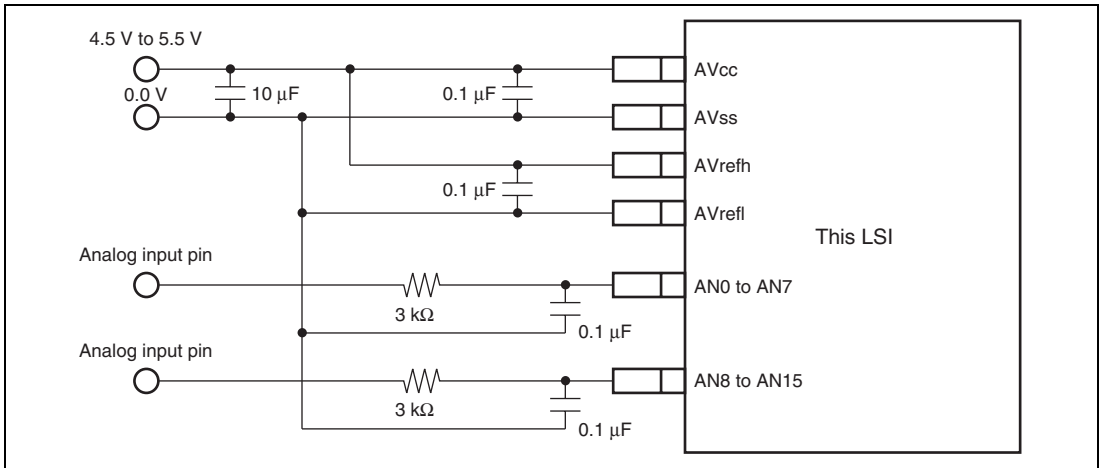 4.5 V to 5.5 V
0.0 V
10 μF
0.1 μF
AVcc
AVss
0.1 μF
AVrefh
AVrefl
This LSI
Analog input pin
3 kΩ
0.1 μF
AN0 to AN7
Analog input pin
3 kΩ
0.1 μF
AN8 to AN15